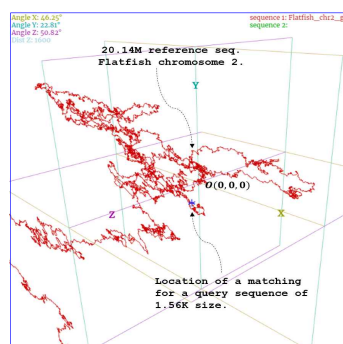 Angle X: 46.25°
Angle Y: 22.81°
Angle Z: 50.82°
Dist Z: 1600
sequence 1: Flatfish_chr2_g
sequence 2:
20.14M reference seq.
Flatfish chromosome 2.
Y
O(0,0,0)
Z
X
Location of a matching
for a query sequence of
1.56K size.